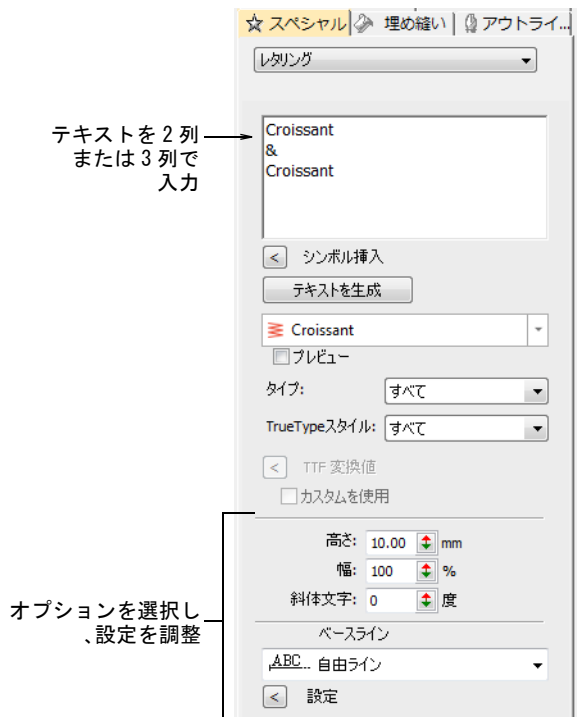 スペシャル 埋め縫い アウトライ...
レタリング
テキストを2列
または3列で
入力
Croissant
&
Croissant
< シンボル挿入
テキストを生成
Croissant
プレビュー
タイプ: すべて
TrueTypeスタイル: すべて
< TTF 変換値
カスタムを使用
高さ: 10.00 mm
幅: 100 %
斜体文字: 0 度
オプションを選択し
、設定を調整
ベースライン
ABC... 自由ライン
< 設定